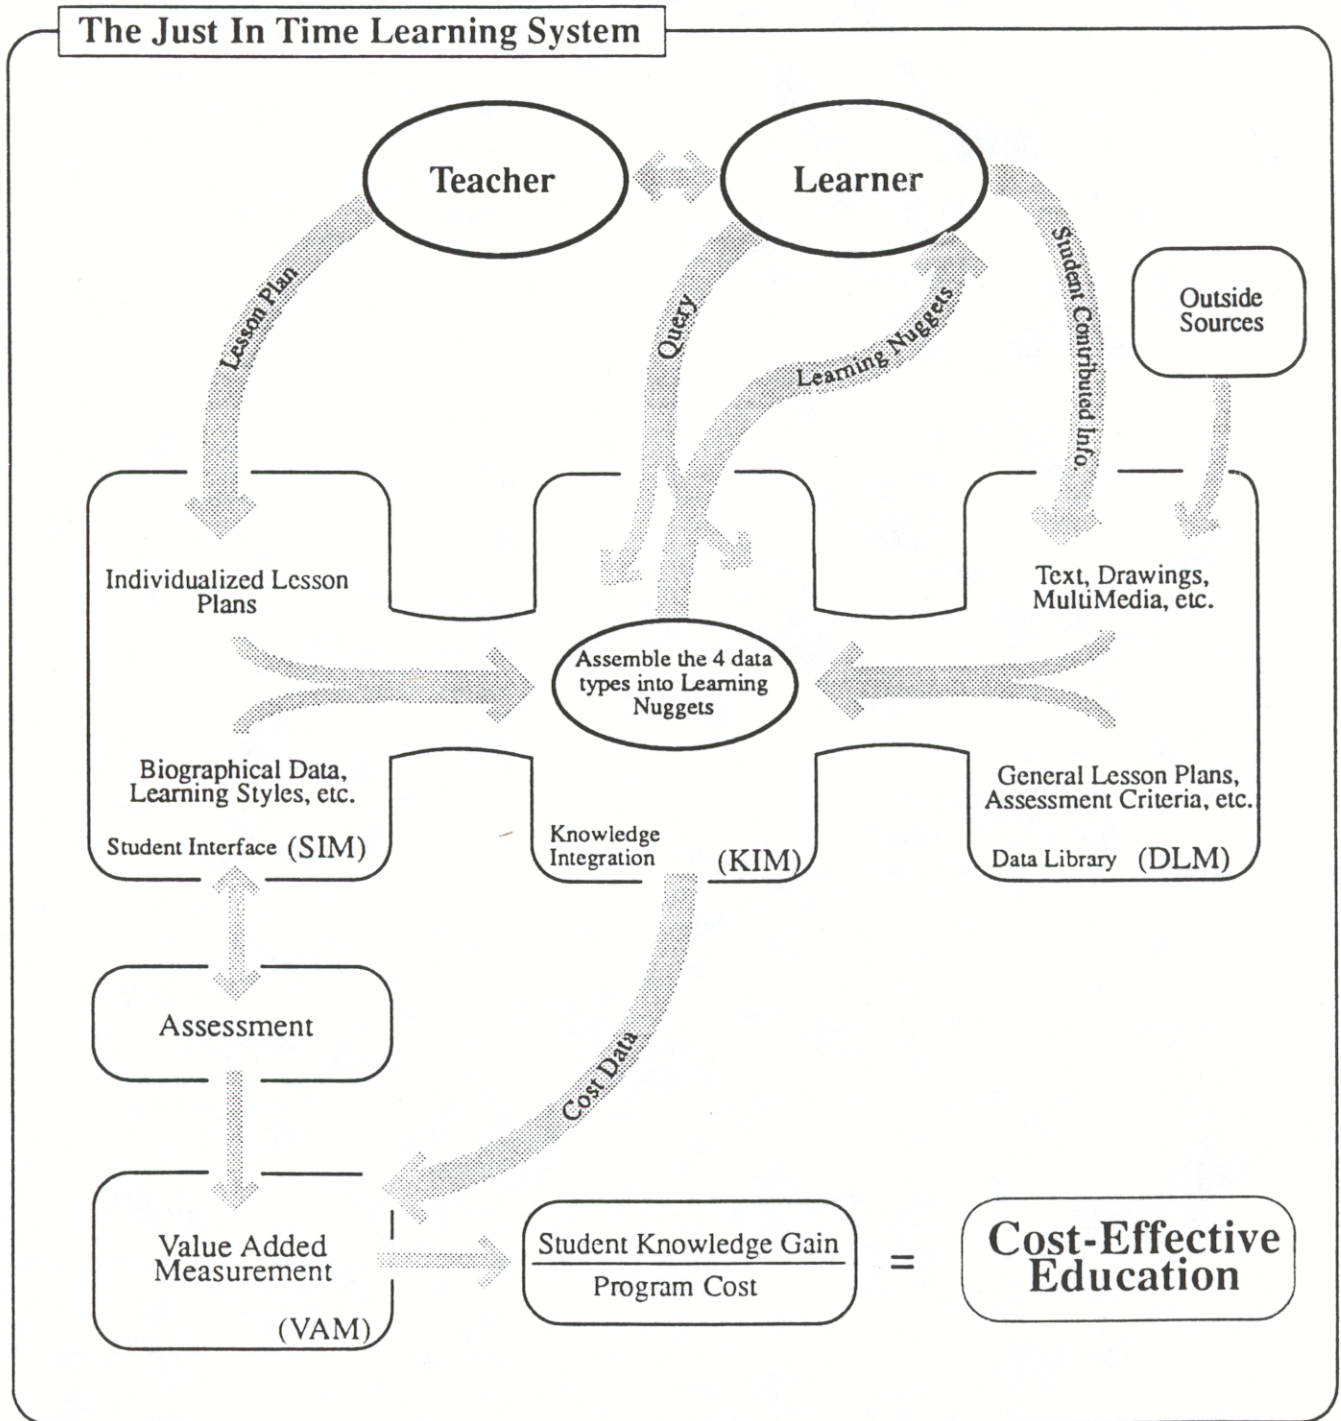 The Just In Time Learning System
Teacher
Learner
Lesson Plan
Query
Learning Nuggets
Student Contributed Info.
Outside
Sources
Individualized Lesson
Plans
Text, Drawings,
MultiMedia, etc.
Assemble the 4 data
types into Learning
Nuggets
Biographical Data,
Learning Styles, etc.
Student Interface (SIM)
Knowledge
Integration (KIM)
General Lesson Plans,
Assessment Criteria, etc.
Data Library (DLM)
Assessment
Cost Data
Value Added
Measurement
(VAM)
Student Knowledge Gain
Program Cost
=
Cost-Effective
Education